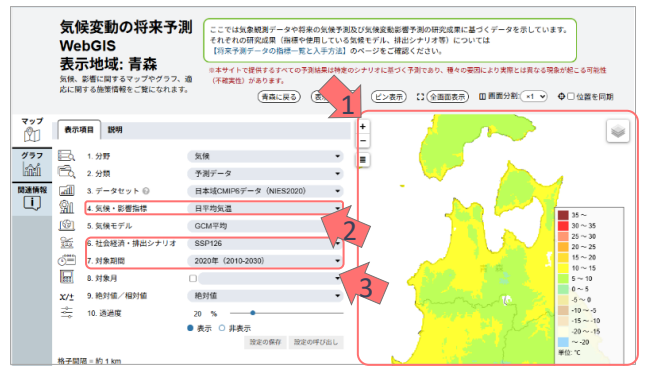 気候変動の将来予測
WebGIS
表示地域: 青森
気候、影響に関するマップやグラフ、適
応に関する施策情報をご覧になれます。
ここでは気象観測データや将来の気候予測及び気候変動影響予測の研究成果に基づくデータを示しています。
それぞれの研究成果（指標や使用している気候モデル、排出シナリオ等）については
【将来予測データの指標一覧と入手方法】のページをご確認ください。
※本サイトで提供するすべての予測結果は特定のシナリオに基づく予測であり、種々の要因により実際とは異なる現象が起こる可能性
（不確実性）があります。
青森に戻る
ピン表示
全画面表示
画面分割:
×1
位置を同期
1
マップ
グラフ
関連情報
表示項目 説明
1. 分野 気候
2. 分類 予測データ
3. データセット 日本域CMIP6データ（NIES2020）
4. 気候・影響指標 日平均気温
5. 気候モデル GCM平均
2
6. 社会経済・排出シナリオ SSP126
7. 対象期間 2020年（2010-2030）
8. 対象月
3
9. 絶対値／相対値 絶対値
10. 透過度 20 %
表示 非表示
設定の保存 設定の呼び出し
格子間隔 = 約 1 km
+
−
青森
35 ～
30 ～ 35
25 ～ 30
20 ～ 25
15 ～ 20
10 ～ 15
5 ～ 10
0 ～ 5
-5 ～ 0
-10 ～ -5
-15 ～ -10
-20 ～ -15
～ -20
単位: ℃